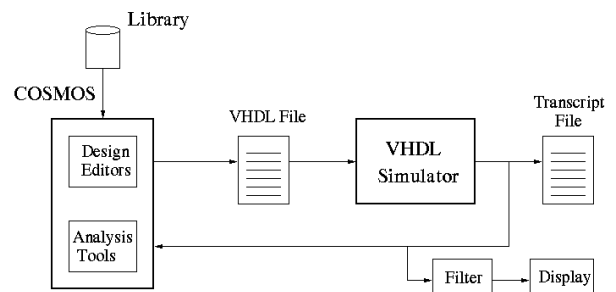 Library
COSMOS
Design
Editors
Analysis
Tools
VHDL File
VHDL
Simulator
Transcript
File
Filter
Display